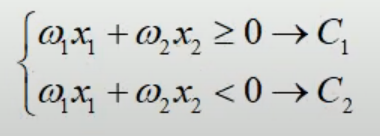 ω₁x₁ + ω₂x₂ ≥ 0 → C₁
ω₁x₁ + ω₂x₂ < 0 → C₂